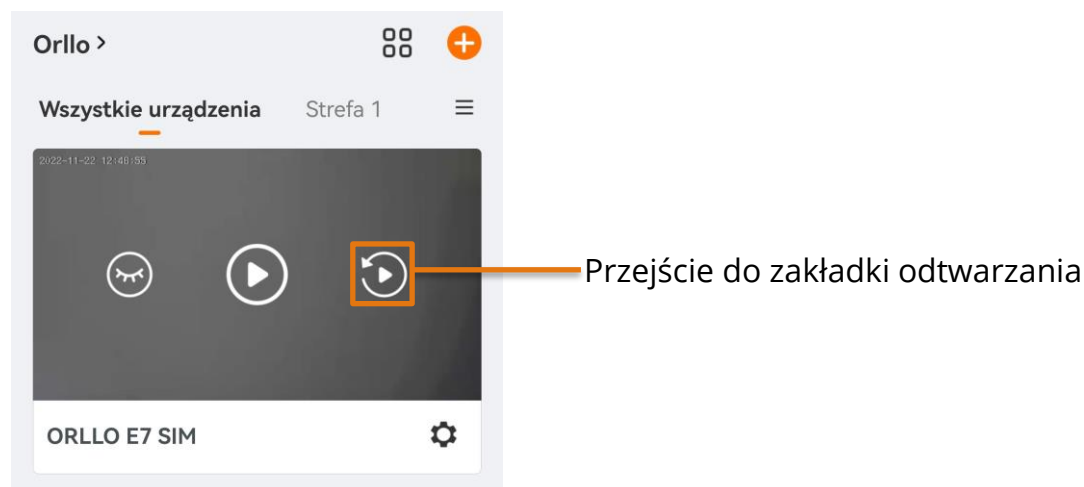 Orllo >
Wszystkie urządzenia Strefa 1
2022-11-22 12:48:55
Przejście do zakładki odtwarzania
ORLLO E7 SIM